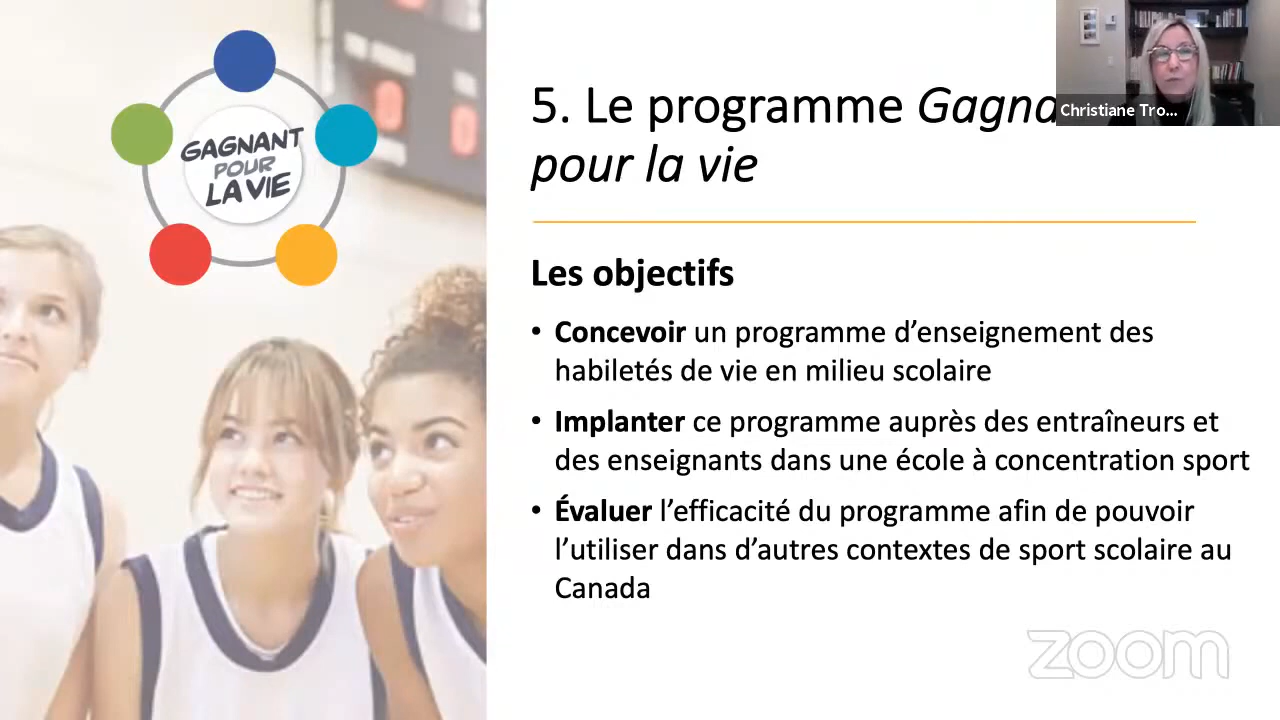 GAGNANT
POUR
LA VIE
5. Le programme Gagna
pour la vie
Christiane Tro...
Les objectifs
• Concevoir un programme d’enseignement des
habiletés de vie en milieu scolaire
• Implanter ce programme auprès des entraîneurs et
des enseignants dans une école à concentration sport
• Évaluer l’efficacité du programme afin de pouvoir
l’utiliser dans d’autres contextes de sport scolaire au
Canada
zoom